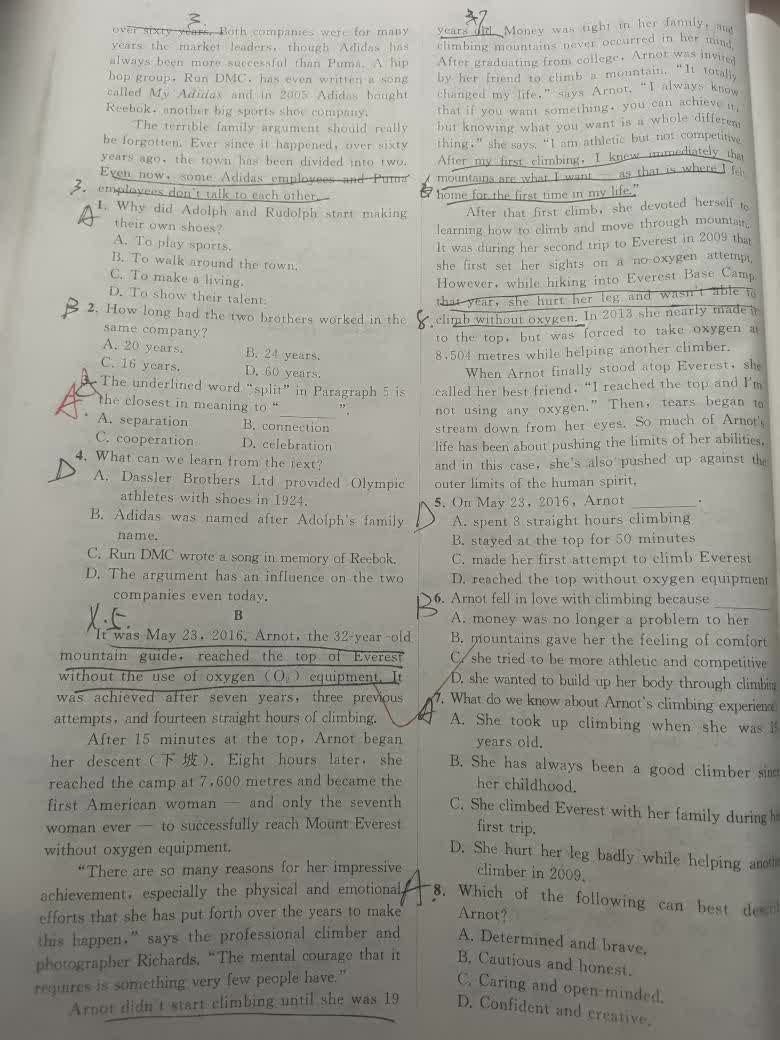 3.
over sixty years. Both companies were for many
years the market leaders, though Adidas has
always been more successful than Puma. A hip
hop group, Run DMC, has even written a song
called My Adidas and in 2005 Adidas bought
Reebok, another big sports shoe company.
The terrible family argument should really
be forgotten. Ever since it happened, over sixty
years ago, the town has been divided into two.
Even now, some Adidas employees and Puma
3. employees don't talk to each other.
A 1. Why did Adolph and Rudolph start making
their own shoes?
A. To play sports.
B. To walk around the town.
C. To make a living.
D. To show their talent.
B 2. How long had the two brothers worked in the
same company?
A. 20 years. B. 24 years.
C. 16 years. D. 60 years.
A 3. The underlined word "split" in Paragraph 5 is
the closest in meaning to "______".
A. separation B. connection
C. cooperation D. celebration
D 4. What can we learn from the text?
A. Dassler Brothers Ltd provided Olympic
athletes with shoes in 1924.
B. Adidas was named after Adolph's family
name.
C. Run DMC wrote a song in memory of Reebok.
D. The argument has an influence on the two
companies even today.
B
5.
It was May 23, 2016. Arnot, the 32-year-old
mountain guide, reached the top of Everest
without the use of oxygen (O₂) equipment. It
was achieved after seven years, three previous
attempts, and fourteen straight hours of climbing.
After 15 minutes at the top, Arnot began
her descent (下坡). Eight hours later, she
reached the camp at 7,600 metres and became the
first American woman — and only the seventh
woman ever — to successfully reach Mount Everest
without oxygen equipment.
"There are so many reasons for her impressive
achievement, especially the physical and emotional
efforts that she has put forth over the years to make
this happen," says the professional climber and
photographer Richards. "The mental courage that it
requires is something very few people have."
Arnot didn't start climbing until she was 19
7
years old. Money was tight in her family, and
climbing mountains never occurred in her mind.
After graduating from college, Arnot was invited
by her friend to climb a mountain. "It totally
changed my life," says Arnot. "I always know
that if you want something, you can achieve it,
but knowing what you want is a whole different
thing," she says. "I am athletic but not competitive.
After my first climbing, I knew immediately that
mountains are what I want — as that is where I felt
6 home for the first time in my life."
After that first climb, she devoted herself to
learning how to climb and move through mountain.
It was during her second trip to Everest in 2009 that
she first set her sights on a no-oxygen attempt.
However, while hiking into Everest Base Camp
that year, she hurt her leg and wasn't able to
8. climb without oxygen. In 2013 she nearly made it
to the top, but was forced to take oxygen at
8,504 metres while helping another climber.
When Arnot finally stood atop Everest, she
called her best friend, "I reached the top and I'm
not using any oxygen." Then, tears began to
stream down from her eyes. So much of Arnot's
life has been about pushing the limits of her abilities,
and in this case, she's also pushed up against the
outer limits of the human spirit.
D 5. On May 23, 2016, Arnot ______.
A. spent 8 straight hours climbing
B. stayed at the top for 50 minutes
C. made her first attempt to climb Everest
D. reached the top without oxygen equipment
B 6. Arnot fell in love with climbing because ______
A. money was no longer a problem to her
B. mountains gave her the feeling of comfort
C. she tried to be more athletic and competitive
D. she wanted to build up her body through climbing
A 7. What do we know about Arnot's climbing experience
A. She took up climbing when she was
years old.
B. She has always been a good climber since
her childhood.
C. She climbed Everest with her family during
first trip.
D. She hurt her leg badly while helping another
climber in 2009.
A 8. Which of the following can best
Arnot?
A. Determined and brave.
B. Cautious and honest.
C. Caring and open-minded.
D. Confident and creative.